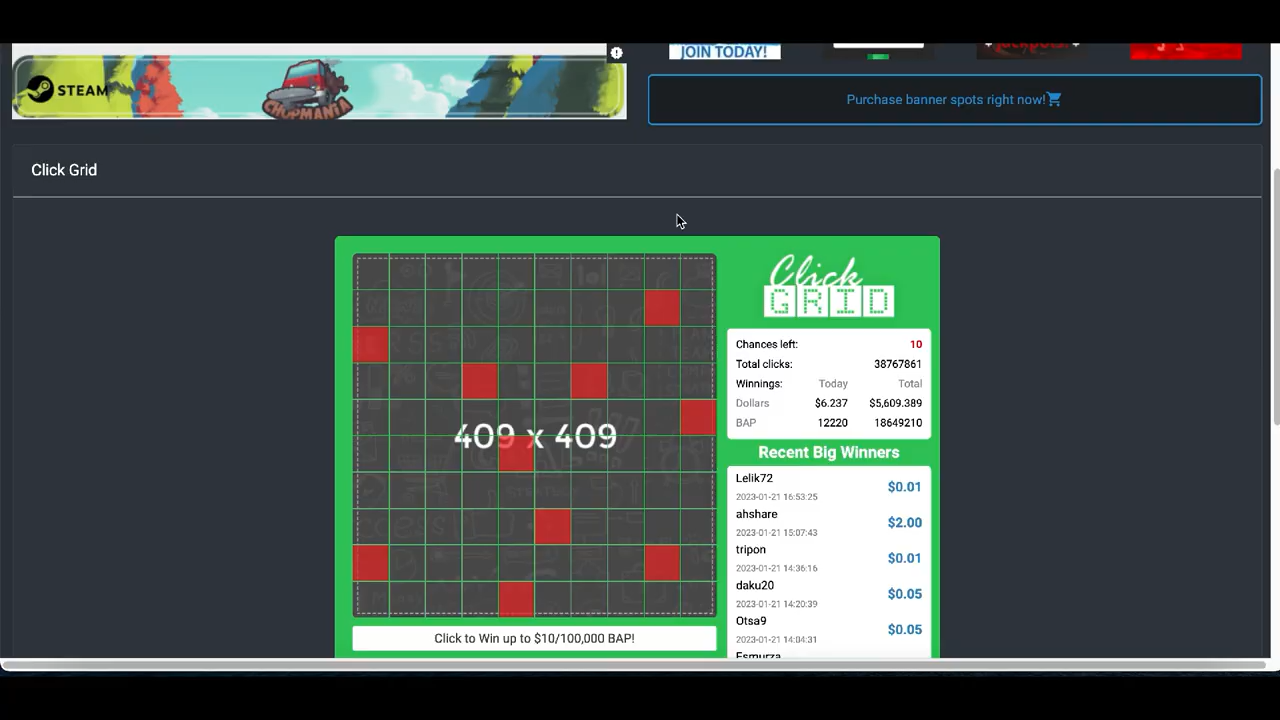 JOIN TODAY!
Jackpots!
STEAM
CHOPMANIA
Purchase banner spots right now!
Click Grid
Click
GRID
409 x 409
Chances left: 10
Total clicks: 38767861
Winnings: Today Total
Dollars $6.237 $5,609.389
BAP 12220 18649210
Recent Big Winners
Lelik72
2023-01-21 16:53:25 $0.01
ahshare
2023-01-21 15:07:43 $2.00
tripon
2023-01-21 14:36:16 $0.01
daku20
2023-01-21 14:20:39 $0.05
Otsa9
2023-01-21 14:04:31 $0.05
Esmurza
Click to Win up to $10/100,000 BAP!